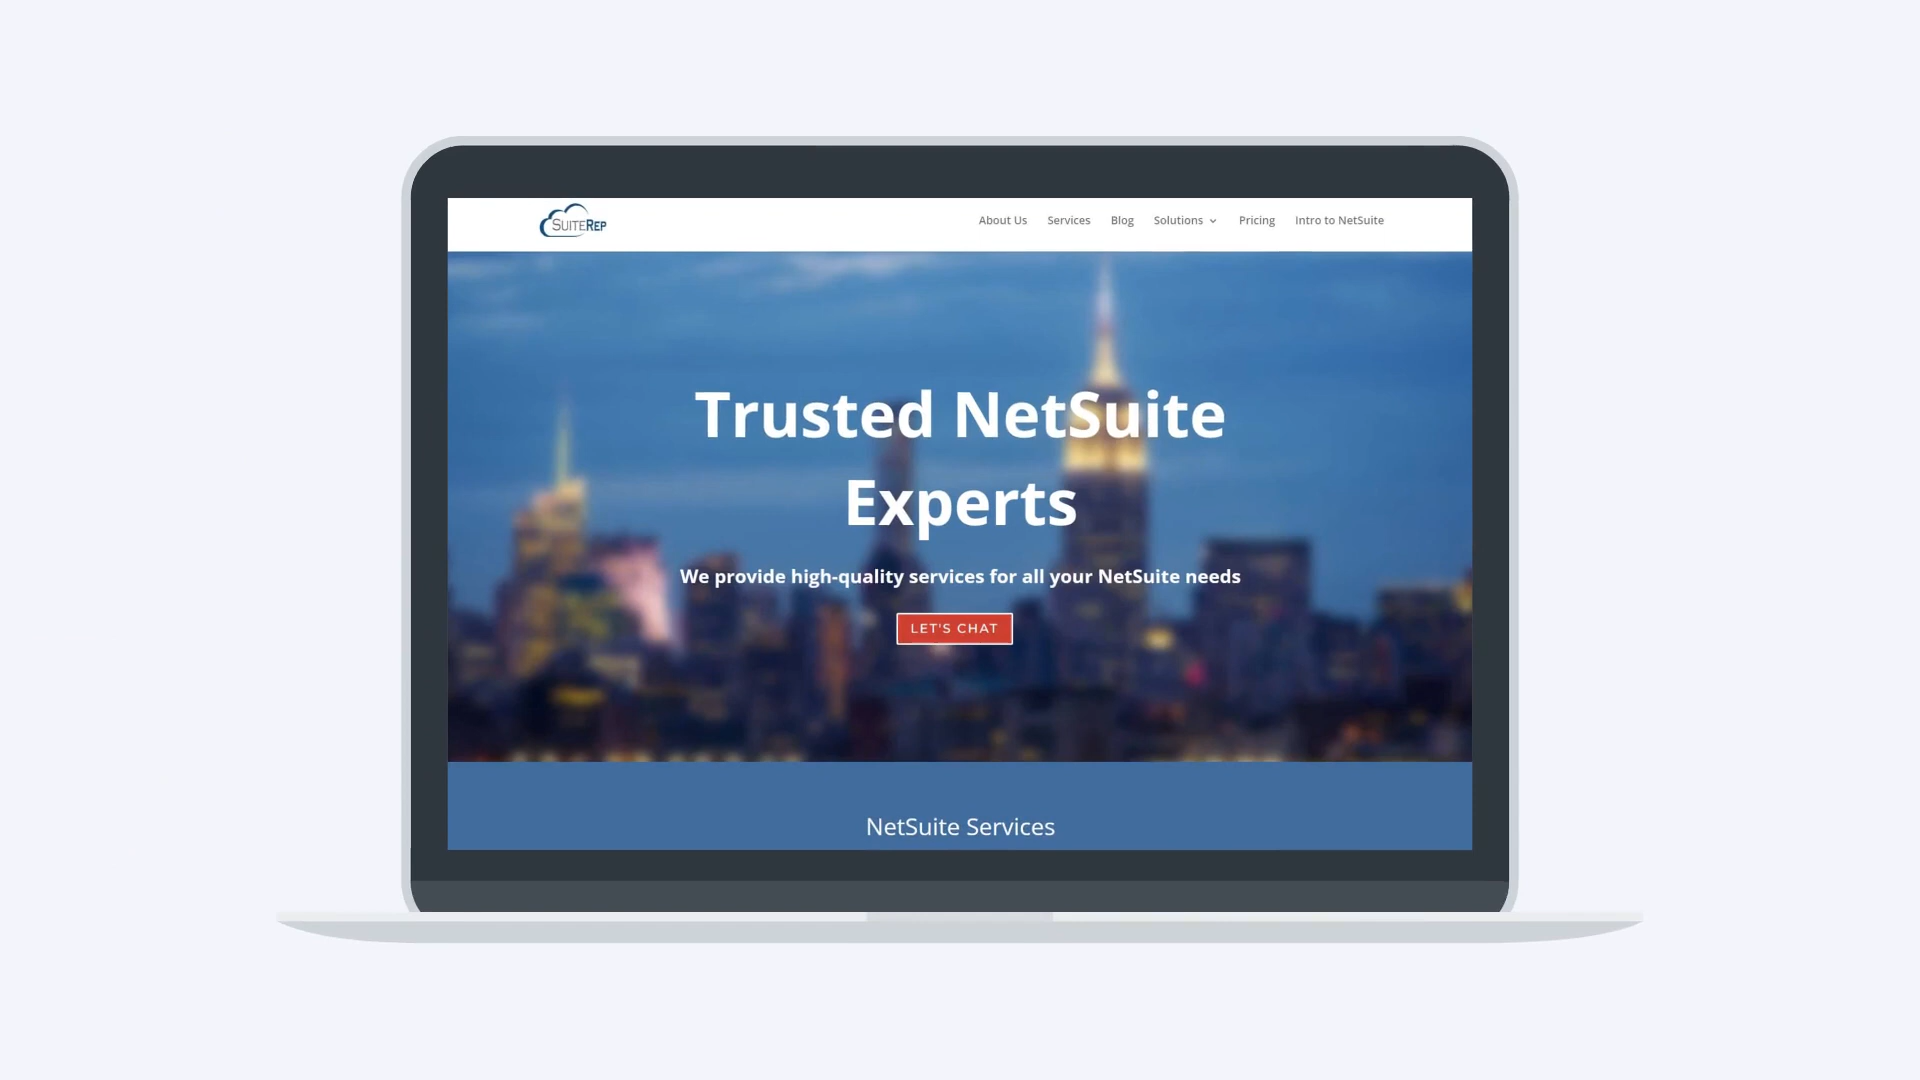 SUITEREP
About Us Services Blog Solutions Pricing Intro to NetSuite
Trusted NetSuite
Experts
We provide high-quality services for all your NetSuite needs
LET'S CHAT
NetSuite Services